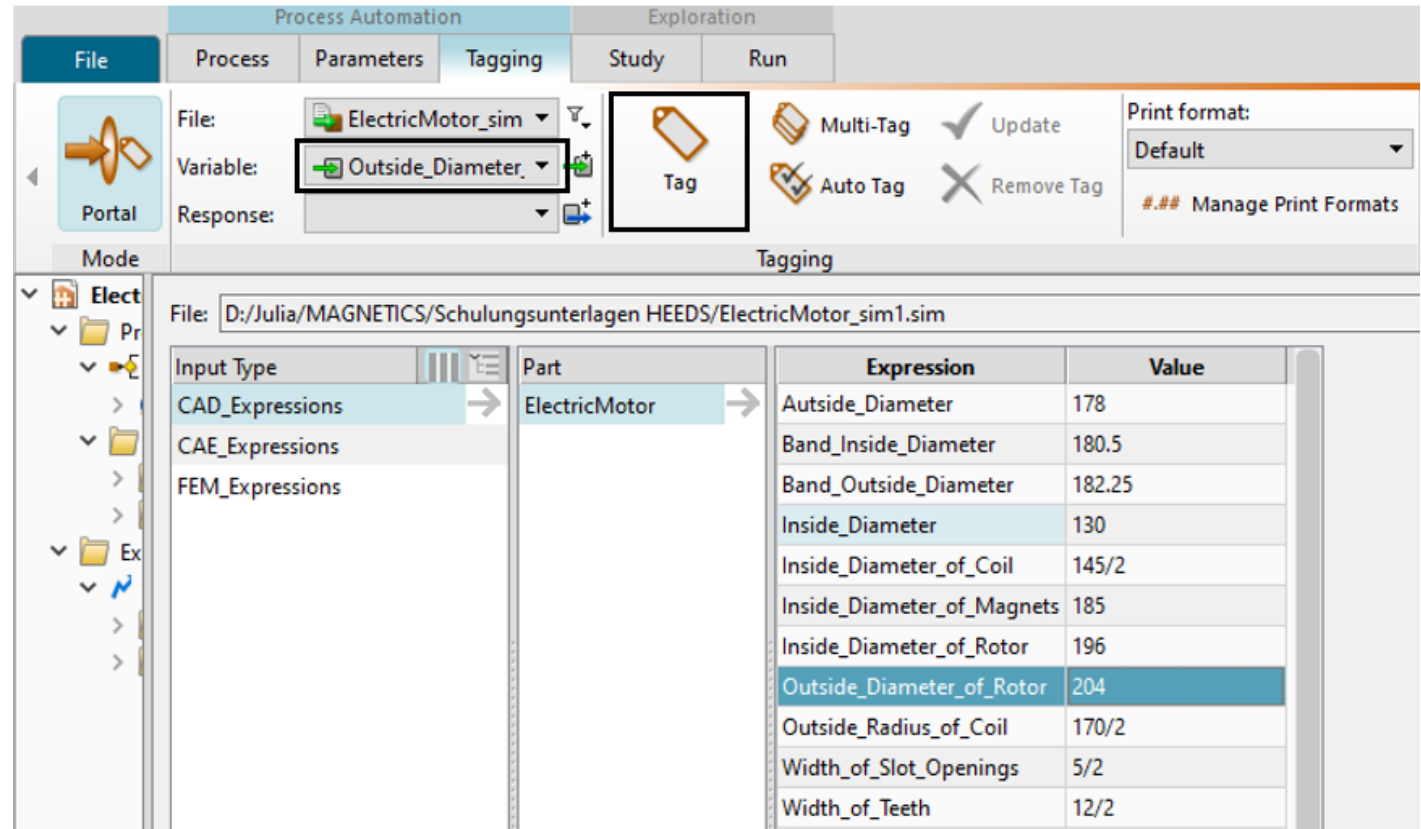 Process Automation Exploration
File Process Parameters Tagging Study Run
File: ElectricMotor_sim
Variable: Outside_Diameter_
Response:
Portal
Mode
Tag
Multi-Tag Update
Auto Tag Remove Tag
Print format:
Default
#.## Manage Print Formats
Tagging
Elect
Pr
Ex
File: D:/Julia/MAGNETICS/Schulungsunterlagen HEEDS/ElectricMotor_sim1.sim
Input Type Part Expression Value
CAD_Expressions ElectricMotor Autside_Diameter 178
CAE_Expressions Band_Inside_Diameter 180.5
FEM_Expressions Band_Outside_Diameter 182.25
Inside_Diameter 130
Inside_Diameter_of_Coil 145/2
Inside_Diameter_of_Magnets 185
Inside_Diameter_of_Rotor 196
Outside_Diameter_of_Rotor 204
Outside_Radius_of_Coil 170/2
Width_of_Slot_Openings 5/2
Width_of_Teeth 12/2